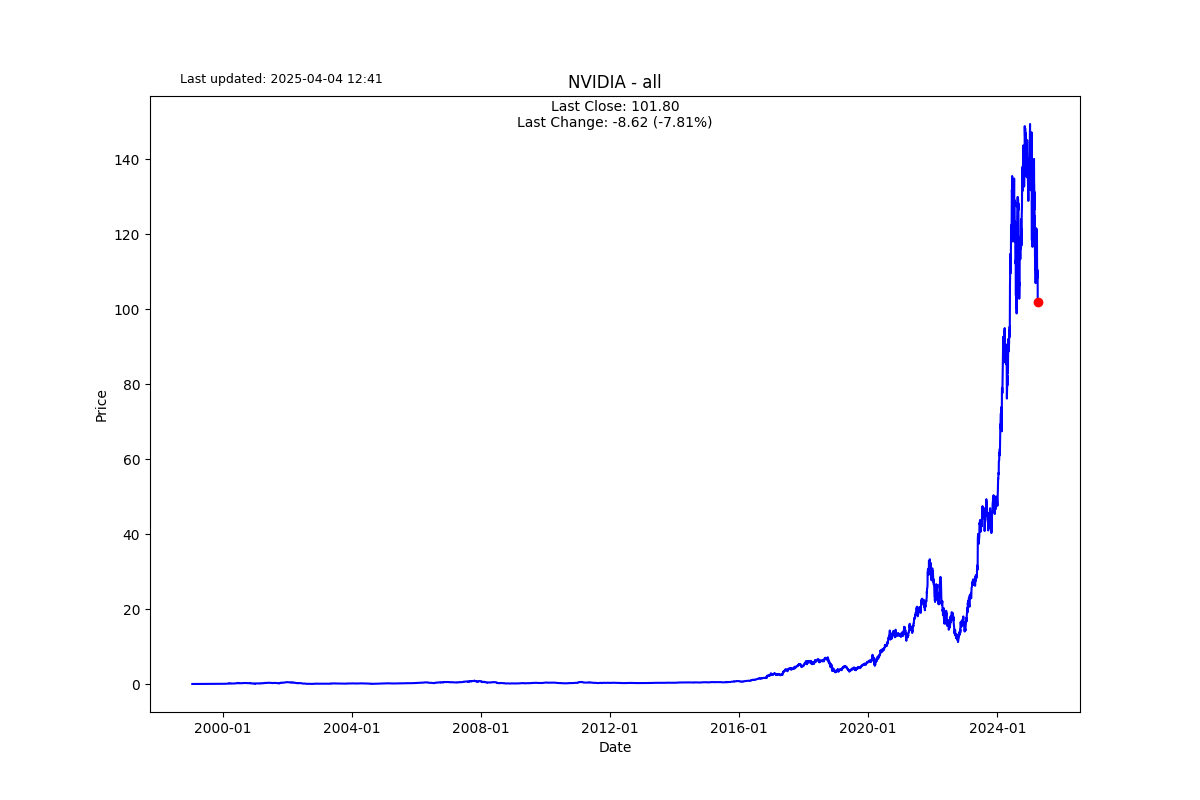 Last updated: 2025-04-04 12:41
NVIDIA - all
Last Close: 101.80
Last Change: -8.62 (-7.81%)
140
120
100
80
60
40
20
0
Price
2000-01
2004-01
2008-01
2012-01
2016-01
2020-01
2024-01
Date